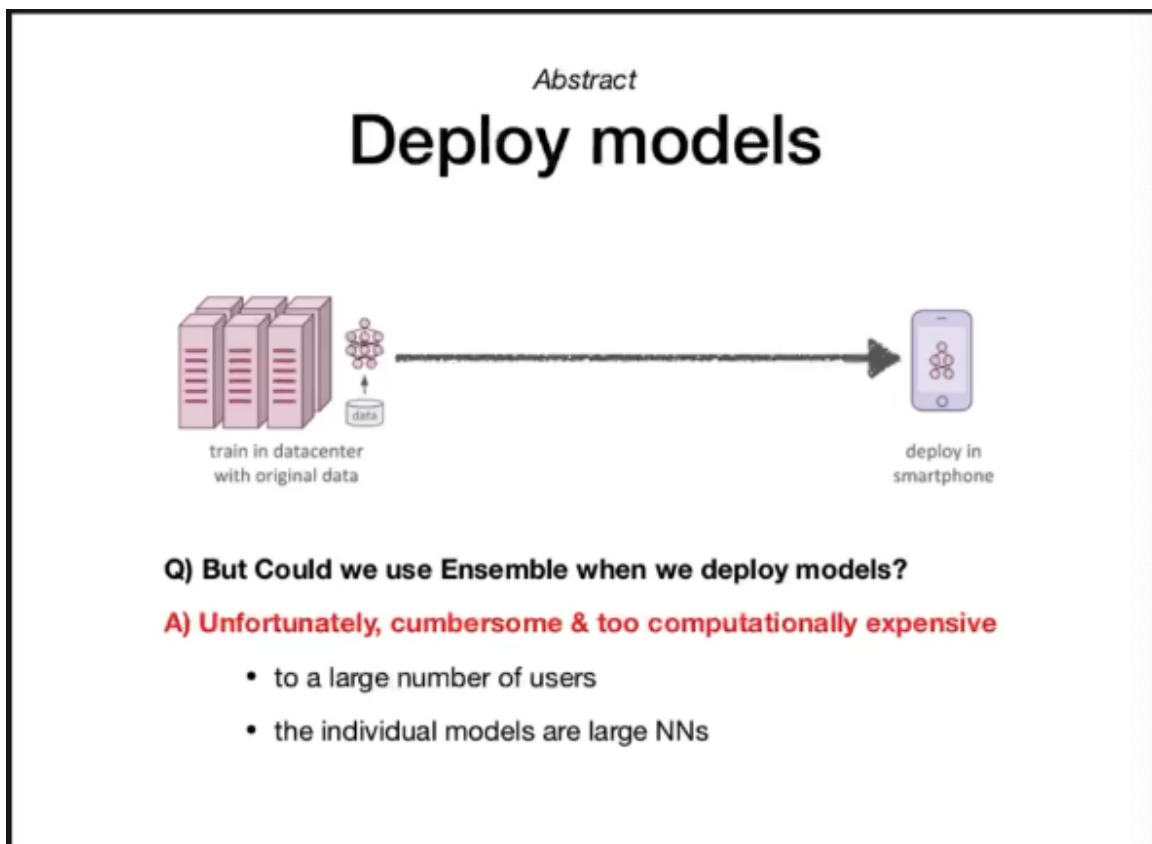 Abstract
Deploy models
data
train in datacenter
with original data
deploy in
smartphone
Q) But Could we use Ensemble when we deploy models?
A) Unfortunately, cumbersome & too computationally expensive
• to a large number of users
• the individual models are large NNs